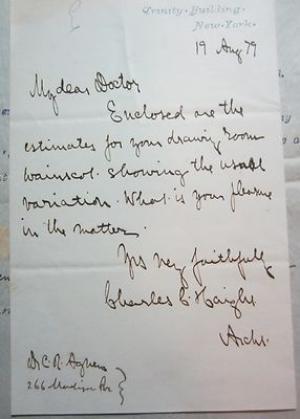 Trinity Building,
New-York.
19 Aug 79
My dear Doctor
Enclosed are the
estimates for your drawing room
wainscot. showing the usual
variation. What is your pleasure
in the matter.
Yrs very faithfully
Charles C. Haight.
Archt.
Dr C. R. Agnew
266 Madison Av.